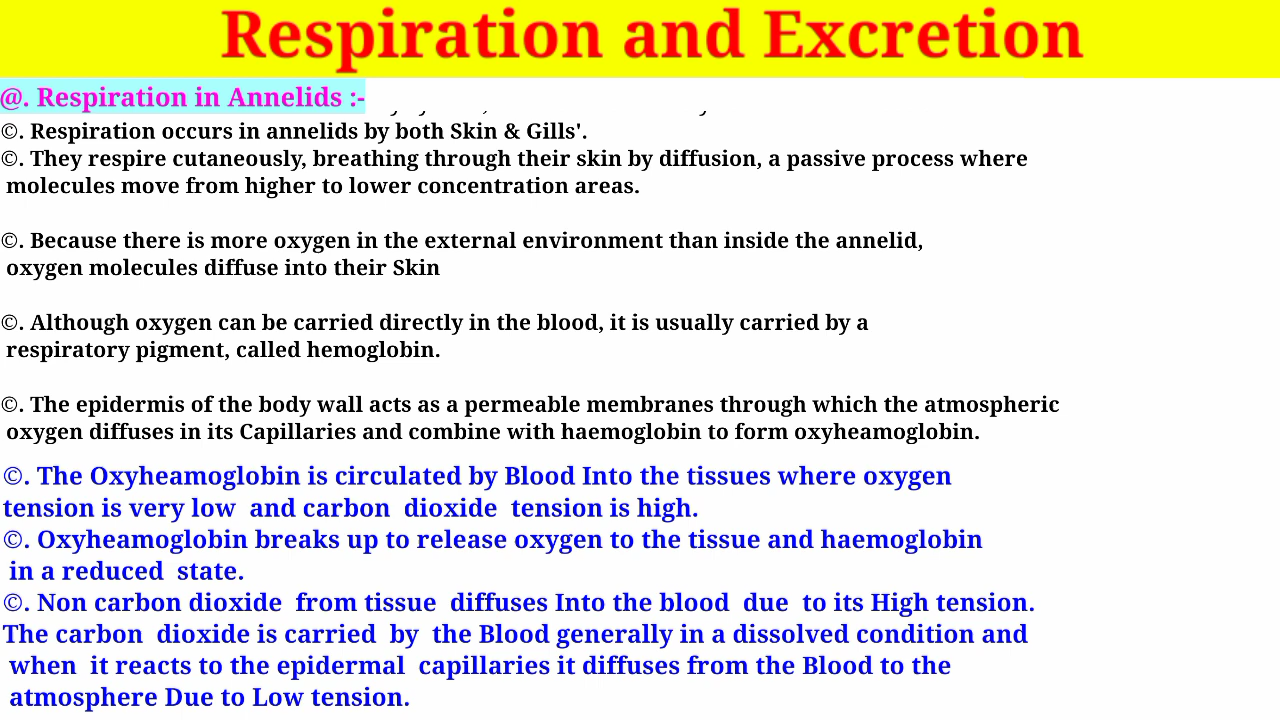 Respiration and Excretion
@. Respiration in Annelids :-
©. Respiration occurs in annelids by both Skin & Gills'.
©. They respire cutaneously, breathing through their skin by diffusion, a passive process where
molecules move from higher to lower concentration areas.
©. Because there is more oxygen in the external environment than inside the annelid,
oxygen molecules diffuse into their Skin
©. Although oxygen can be carried directly in the blood, it is usually carried by a
respiratory pigment, called hemoglobin.
©. The epidermis of the body wall acts as a permeable membranes through which the atmospheric
oxygen diffuses in its Capillaries and combine with haemoglobin to form oxyheamoglobin.
©. The Oxyheamoglobin is circulated by Blood Into the tissues where oxygen
tension is very low and carbon dioxide tension is high.
©. Oxyheamoglobin breaks up to release oxygen to the tissue and haemoglobin
in a reduced state.
©. Non carbon dioxide from tissue diffuses Into the blood due to its High tension.
The carbon dioxide is carried by the Blood generally in a dissolved condition and
when it reacts to the epidermal capillaries it diffuses from the Blood to the
atmosphere Due to Low tension.